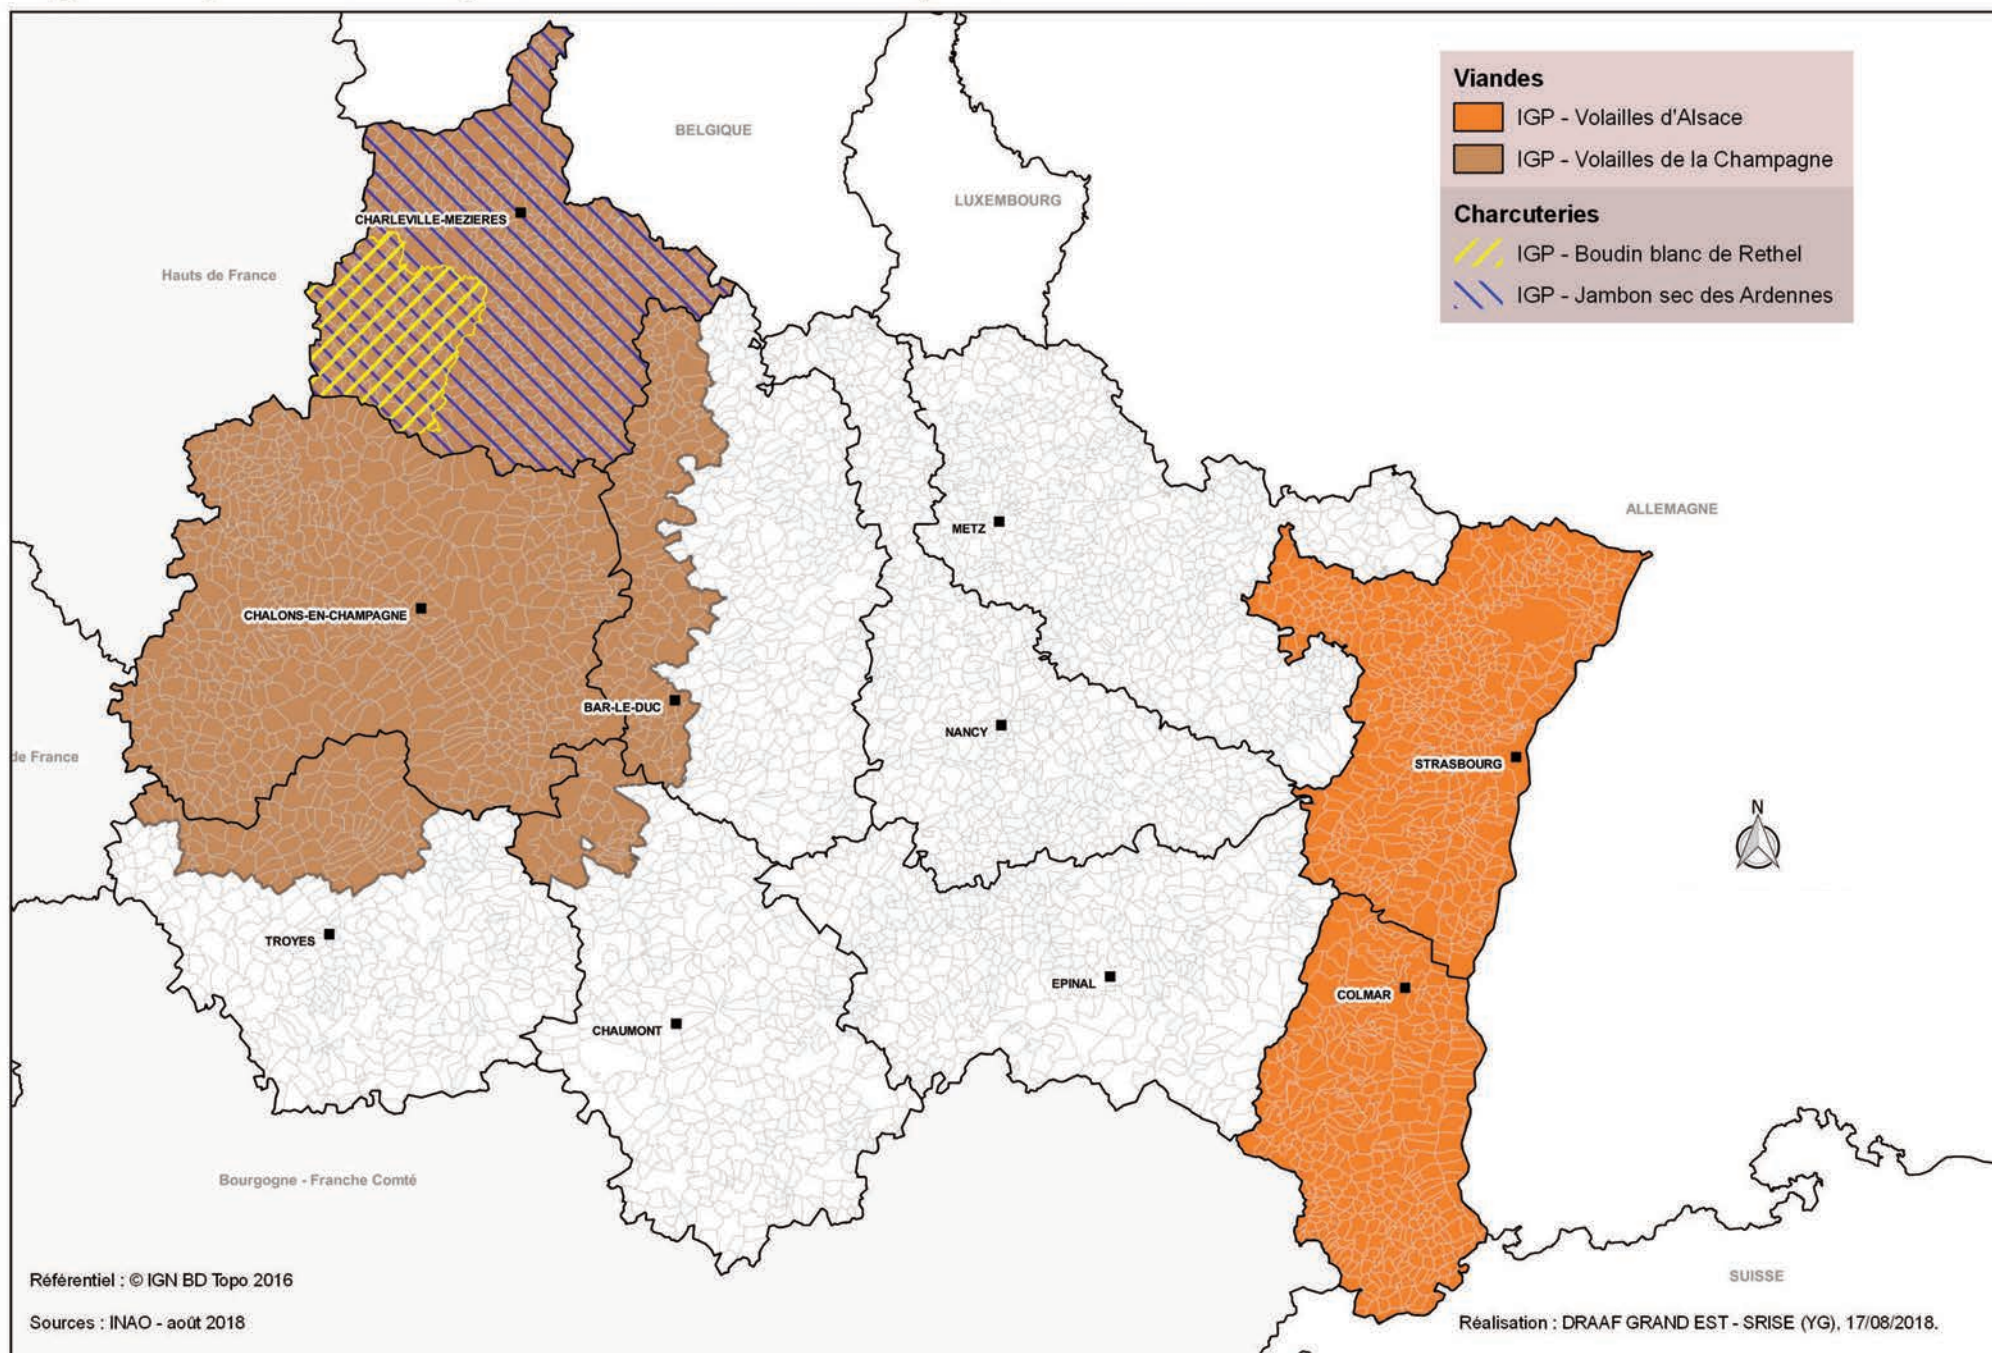 Viandes
IGP - Volailles d'Alsace
IGP - Volailles de la Champagne
Charcuteries
IGP - Boudin blanc de Rethel
IGP - Jambon sec des Ardennes
BELGIQUE
LUXEMBOURG
CHARLEVILLE-MEZIERES
Hauts de France
ALLEMAGNE
METZ
CHALONS-EN-CHAMPAGNE
BAR-LE-DUC
NANCY
de France
STRASBOURG
N
TROYES
EPINAL
COLMAR
CHAUMONT
Bourgogne - Franche Comté
SUISSE
Référentiel : © IGN BD Topo 2016
Sources : INAO - août 2018
Réalisation : DRAAF GRAND EST - SRISE (YG), 17/08/2018.